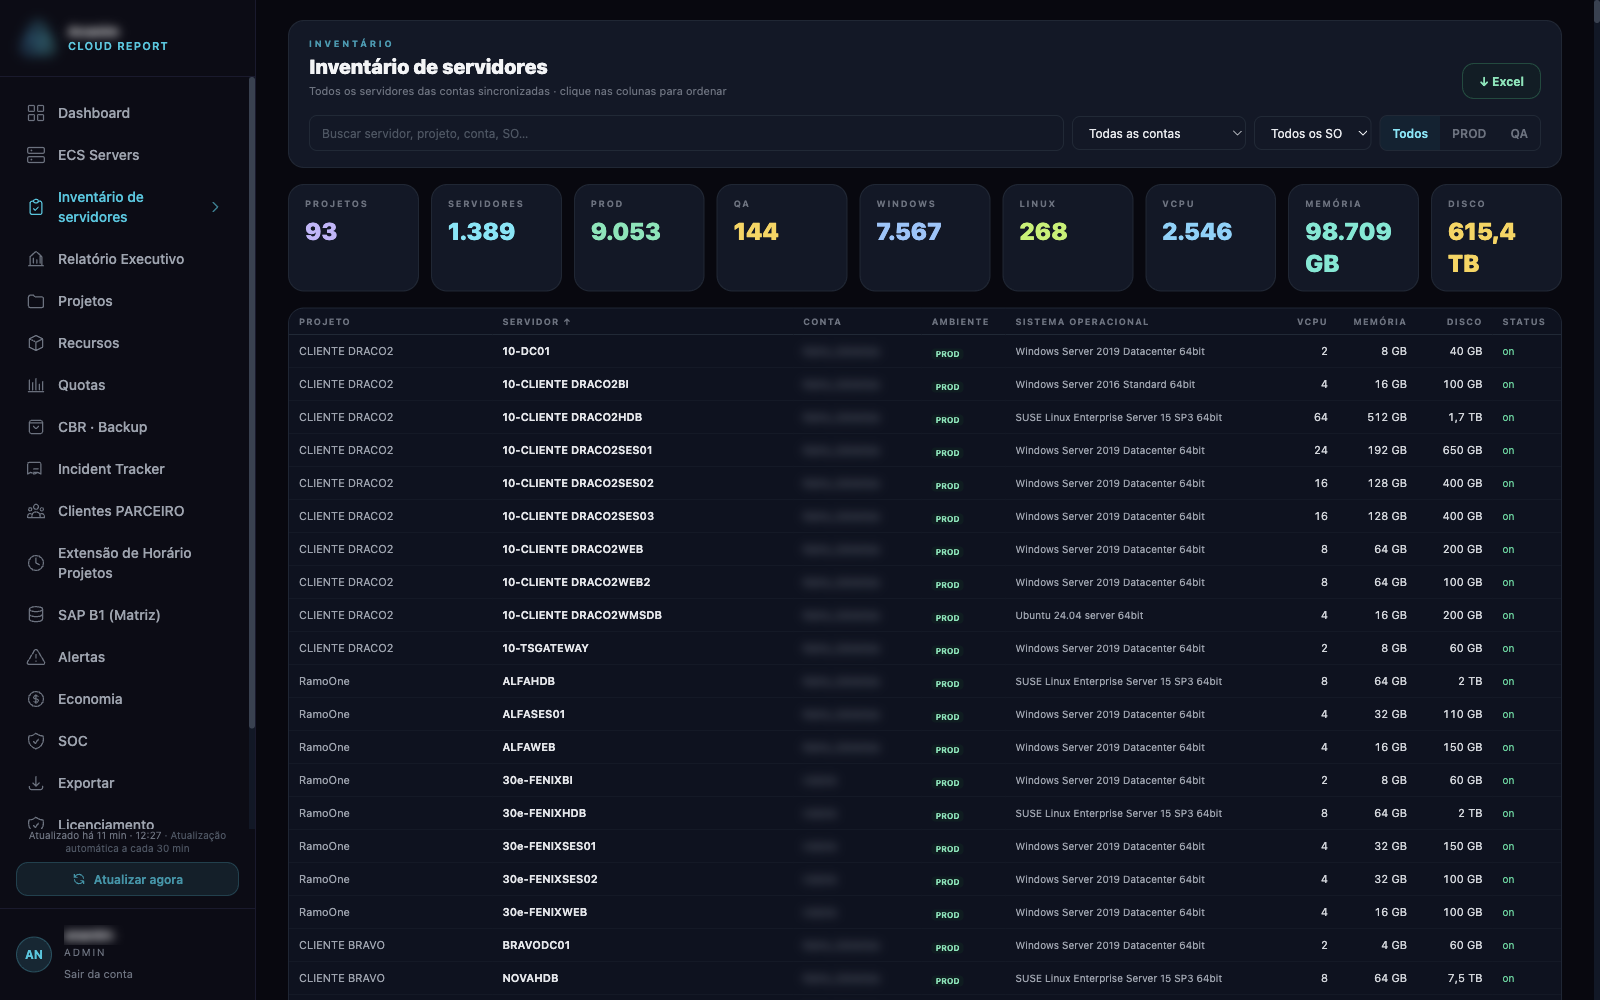 CLOUD REPORT
Dashboard
ECS Servers
Inventário de
servidores
Relatório Executivo
Projetos
Recursos
Quotas
CBR · Backup
Incident Tracker
Clientes PARCEIRO
Extensão de Horário
Projetos
SAP B1 (Matriz)
Alertas
Economia
SOC
Exportar
Licenciamento
Atualizado há 11 min · 12:27 · Atualização
automática a cada 30 min
Atualizar agora
AN
ADMIN
Sair da conta
INVENTÁRIO
Inventário de servidores
Todos os servidores das contas sincronizadas · clique nas colunas para ordenar
↓ Excel
Buscar servidor, projeto, conta, SO...
Todas as contas
Todos os SO
Todos PROD QA
PROJETOS SERVIDORES PROD QA WINDOWS LINUX VCPU MEMÓRIA DISCO
93 1.389 9.053 144 7.567 268 2.546 98.709 GB 615,4 TB
PROJETO SERVIDOR ↑ CONTA AMBIENTE SISTEMA OPERACIONAL VCPU MEMÓRIA DISCO STATUS
CLIENTE DRACO2 10-DC01 PROD Windows Server 2019 Datacenter 64bit 2 8 GB 40 GB on
CLIENTE DRACO2 10-CLIENTE DRACO2BI PROD Windows Server 2016 Standard 64bit 4 16 GB 100 GB on
CLIENTE DRACO2 10-CLIENTE DRACO2HDB PROD SUSE Linux Enterprise Server 15 SP3 64bit 64 512 GB 1,7 TB on
CLIENTE DRACO2 10-CLIENTE DRACO2SES01 PROD Windows Server 2019 Datacenter 64bit 24 192 GB 650 GB on
CLIENTE DRACO2 10-CLIENTE DRACO2SES02 PROD Windows Server 2019 Datacenter 64bit 16 128 GB 400 GB on
CLIENTE DRACO2 10-CLIENTE DRACO2SES03 PROD Windows Server 2019 Datacenter 64bit 16 128 GB 400 GB on
CLIENTE DRACO2 10-CLIENTE DRACO2WEB PROD Windows Server 2019 Datacenter 64bit 8 64 GB 200 GB on
CLIENTE DRACO2 10-CLIENTE DRACO2WEB2 PROD Windows Server 2019 Datacenter 64bit 8 64 GB 100 GB on
CLIENTE DRACO2 10-CLIENTE DRACO2WMSDB PROD Ubuntu 24.04 server 64bit 4 16 GB 200 GB on
CLIENTE DRACO2 10-TSGATEWAY PROD Windows Server 2019 Datacenter 64bit 2 8 GB 60 GB on
RamoOne ALFAHDB PROD SUSE Linux Enterprise Server 15 SP3 64bit 8 64 GB 2 TB on
RamoOne ALFASES01 PROD Windows Server 2019 Datacenter 64bit 4 32 GB 110 GB on
RamoOne ALFAWEB PROD Windows Server 2019 Datacenter 64bit 4 16 GB 150 GB on
RamoOne 30e-FENIXBI PROD Windows Server 2019 Datacenter 64bit 2 8 GB 60 GB on
RamoOne 30e-FENIXHDB PROD SUSE Linux Enterprise Server 15 SP3 64bit 8 64 GB 2 TB on
RamoOne 30e-FENIXSES01 PROD Windows Server 2019 Datacenter 64bit 4 32 GB 150 GB on
RamoOne 30e-FENIXSES02 PROD Windows Server 2019 Datacenter 64bit 4 32 GB 100 GB on
RamoOne 30e-FENIXWEB PROD Windows Server 2019 Datacenter 64bit 4 16 GB 100 GB on
CLIENTE BRAVO BRAVODC01 PROD Windows Server 2019 Datacenter 64bit 2 4 GB 60 GB on
CLIENTE BRAVO NOVAHDB PROD SUSE Linux Enterprise Server 15 SP3 64bit 8 64 GB 7,5 TB on